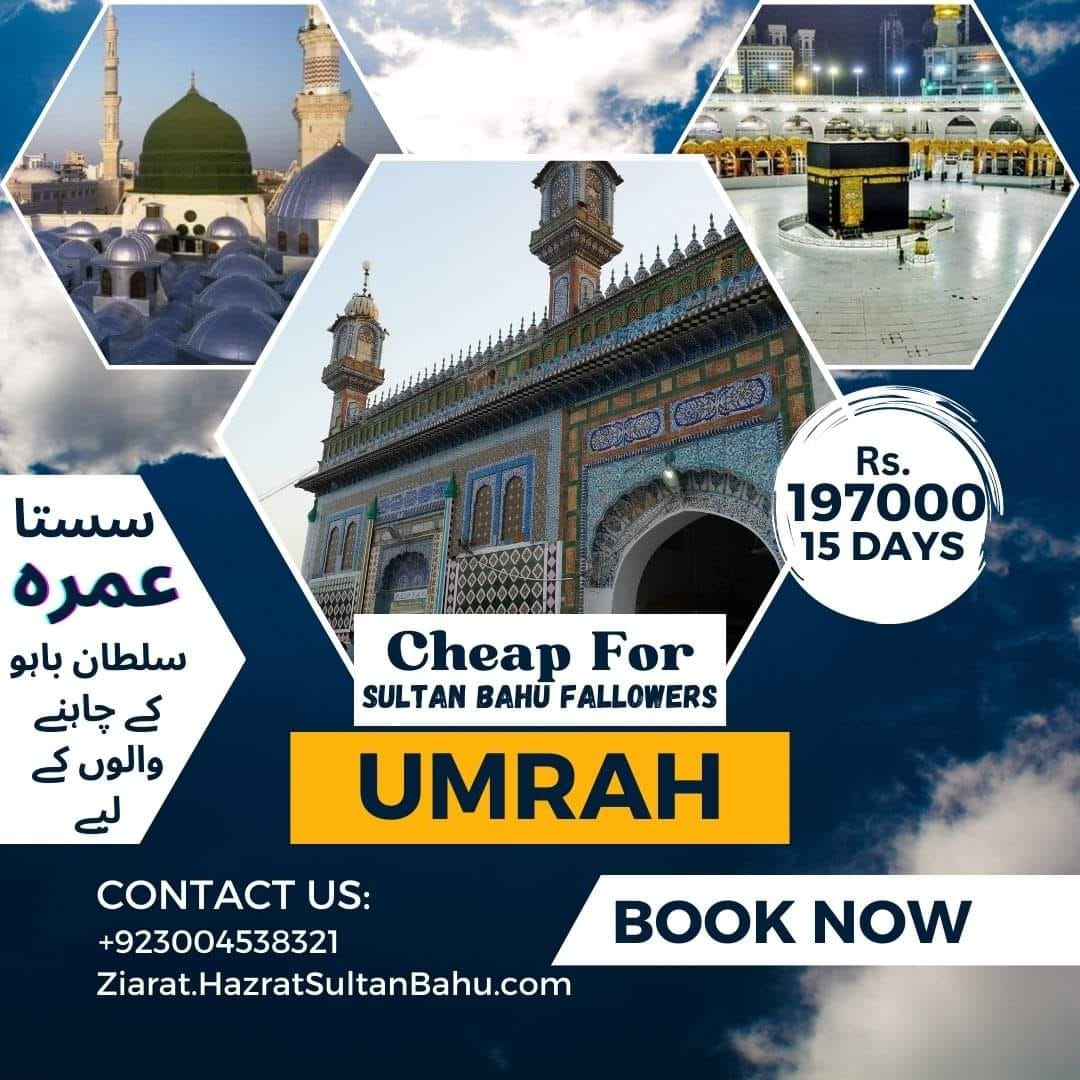 Rs.
197000
15 DAYS
سستا
عمرہ
سلطان باہو
کے چاہنے
والوں کے
لیے
Cheap For
SULTAN BAHU FALLOWERS
UMRAH
CONTACT US:
+923004538321
Ziarat.HazratSultanBahu.com
BOOK NOW